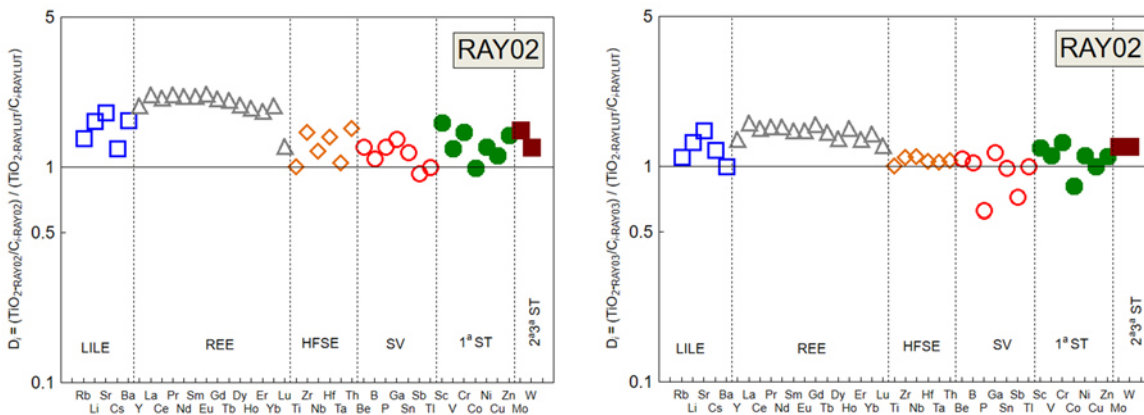 5
RAY02
1
0.5
0.1
Dᵢ = (TiO₂-RAY02/Cᵢ-RAY02) / (TiO₂-RAYLUT/Cᵢ-RAYLUT)
LILE REE HFSE SV 1ª ST 2ª3ª ST
Rb Sr Ba La Pr Sm Gd Dy Er Lu Zr Hf Th B Ga Sb Sc Cr Ni Zn W
Li Cs Y Ce Nd Eu Tb Ho Yb Ti Nb Ta Be P Sn Tl V Co Cu Mo
5
RAY02
1
0.5
0.1
Dᵢ = (TiO₂-RAY03/Cᵢ-RAY03) / (TiO₂-RAYLUT/Cᵢ-RAYLUT)
LILE REE HFSE SV 1ª ST 2ª3ª ST
Rb Sr Ba La Pr Sm Gd Dy Er Lu Zr Hf Th B Ga Sb Sc Cr Ni Zn W
Li Cs Y Ce Nd Eu Tb Ho Yb Ti Nb Ta Be P Sn Tl V Co Cu Mo